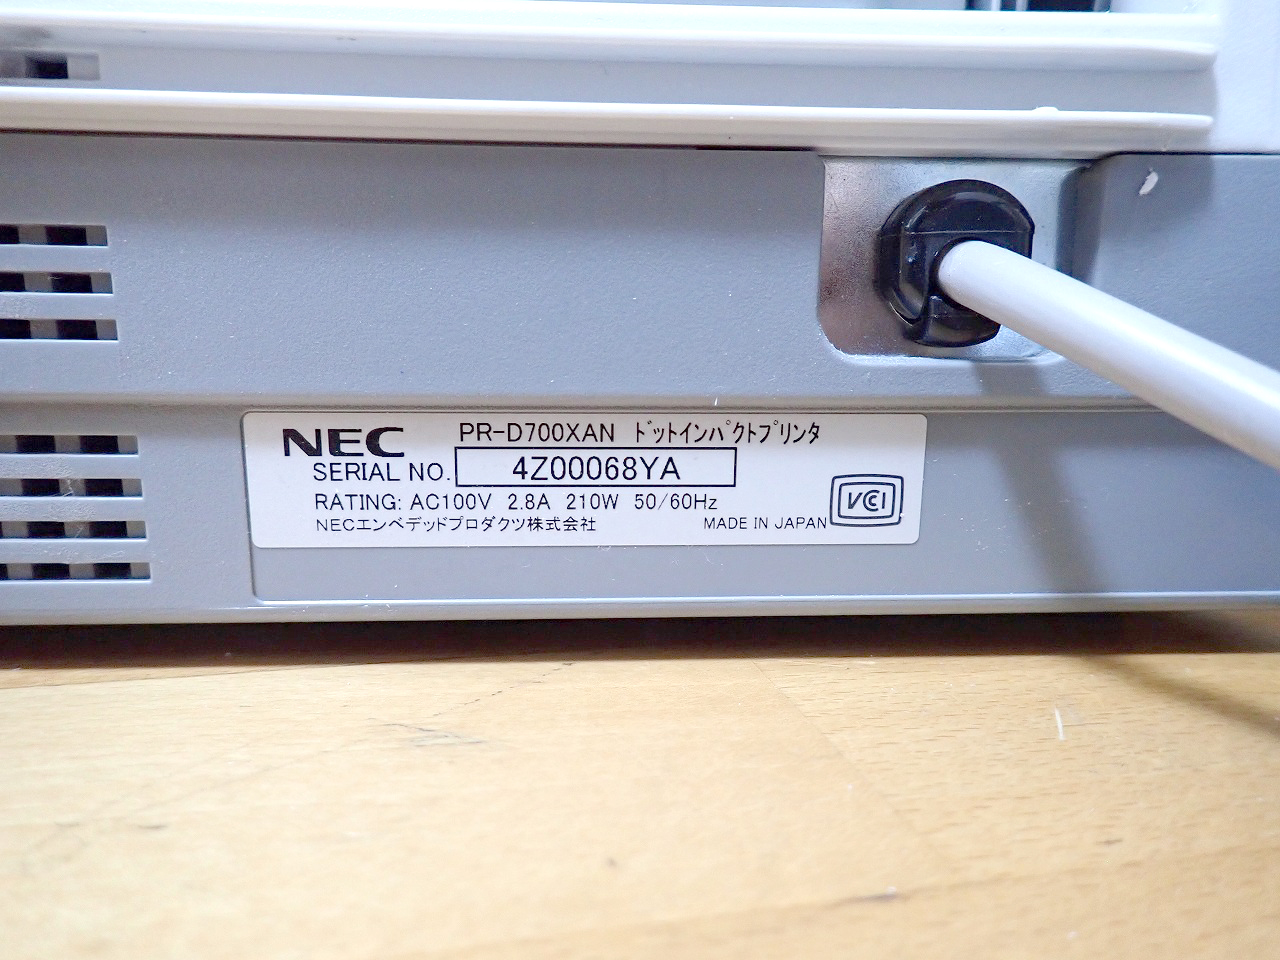 NEC PR-D700XAN ﾄﾞｯﾄｲﾝﾊﾟｸﾄﾌﾟﾘﾝﾀ
SERIAL NO. 4Z00068YA
RATING: AC100V 2.8A 210W 50/60Hz
NECエンベデッドプロダクツ株式会社 MADE IN JAPAN
VCCI